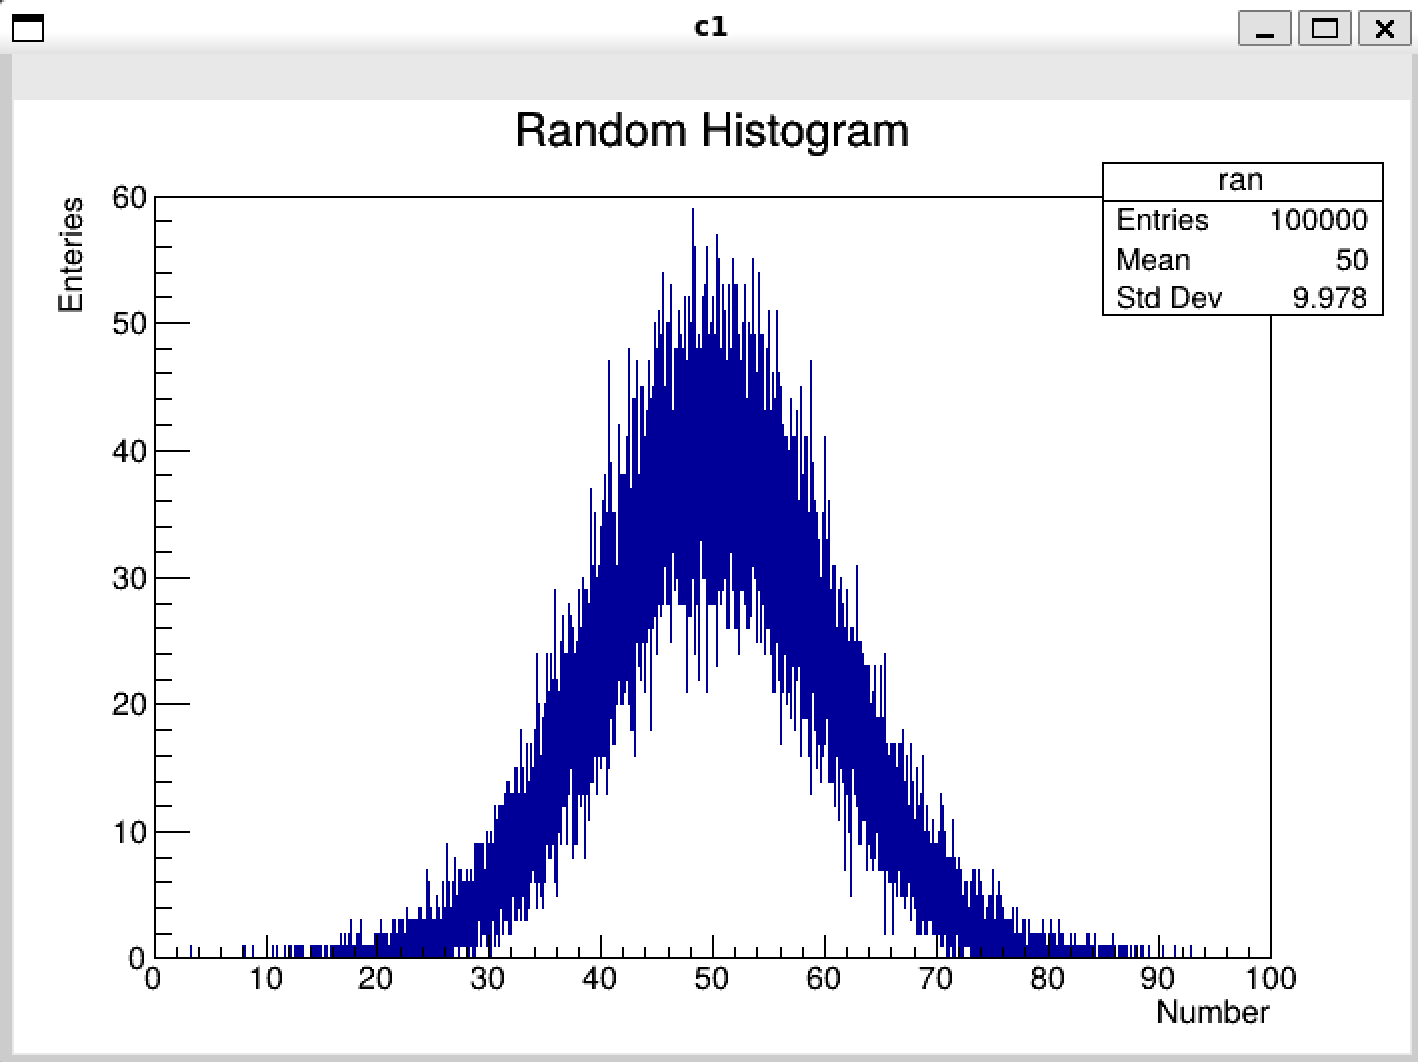 c1
Random Histogram
ran
Entries 100000
Mean 50
Std Dev 9.978
Enteries
60
50
40
30
20
10
0
0 10 20 30 40 50 60 70 80 90 100
Number